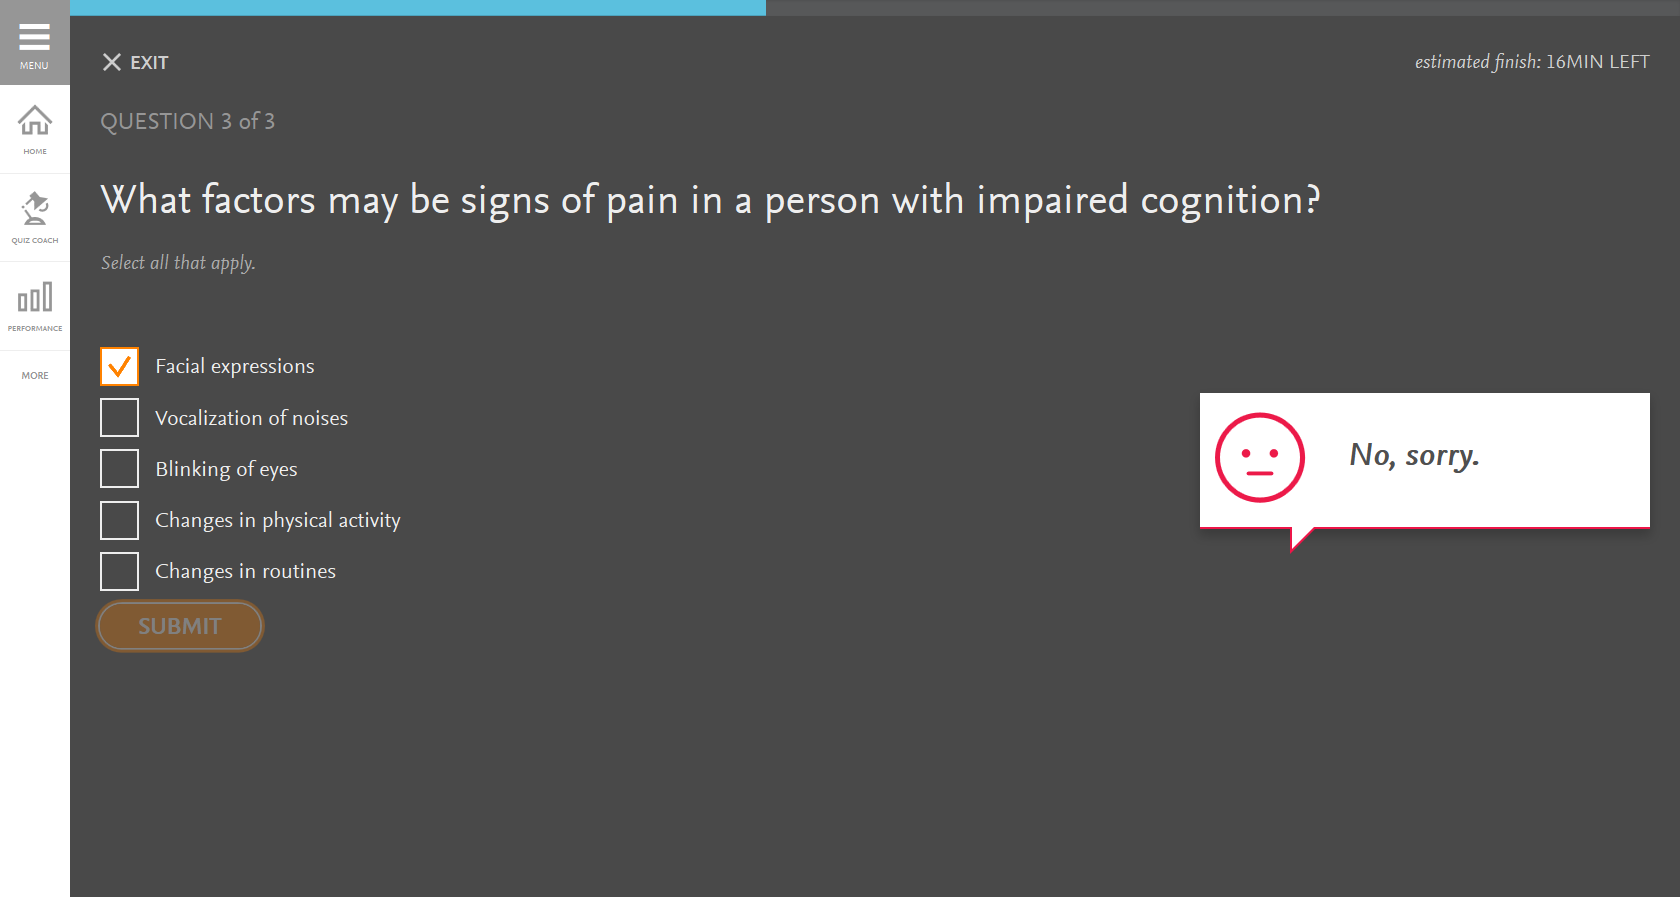 MENU
HOME
QUIZ COACH
PERFORMANCE
MORE
EXIT
estimated finish: 16MIN LEFT
QUESTION 3 of 3
What factors may be signs of pain in a person with impaired cognition?
Select all that apply.
Facial expressions
Vocalization of noises
Blinking of eyes
Changes in physical activity
Changes in routines
SUBMIT
No, sorry.